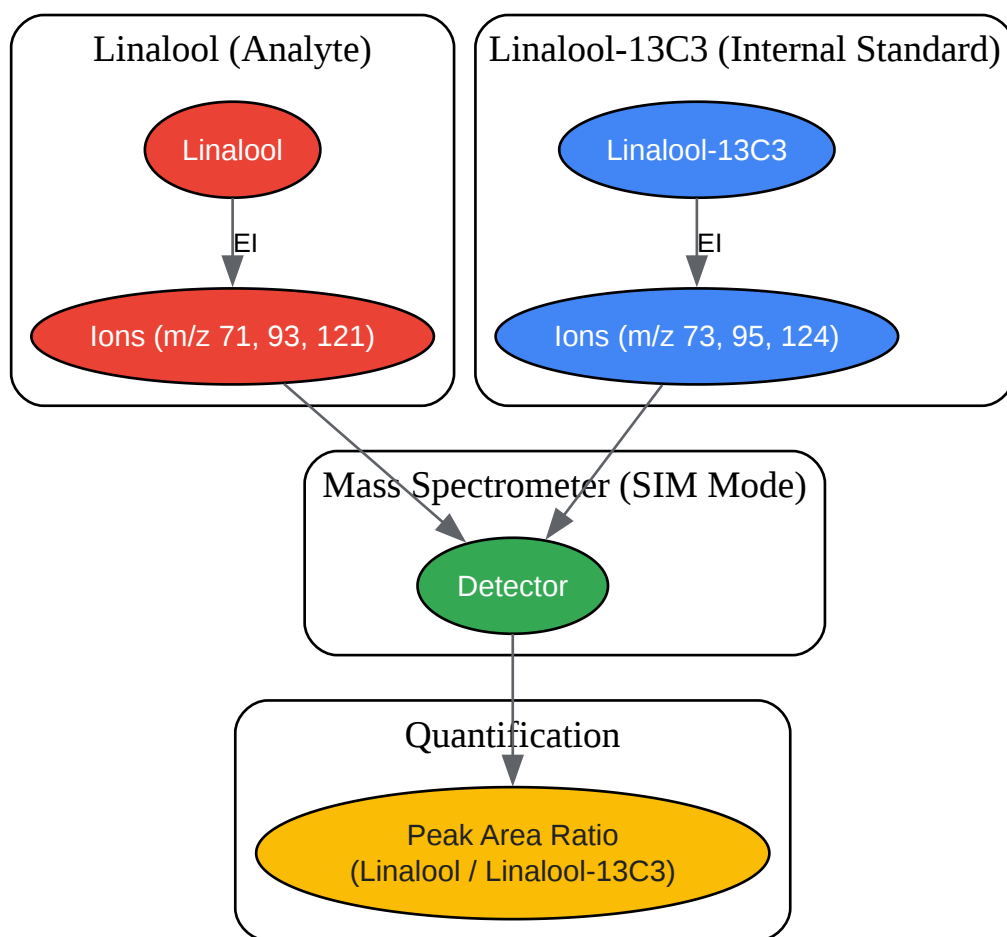 Linalool (Analyte)
Linalool-13C3 (Internal Standard)
Linalool
Linalool-13C3
EI
EI
Ions (m/z 71, 93, 121)
Ions (m/z 73, 95, 124)
Mass Spectrometer (SIM Mode)
Detector
Quantification
Peak Area Ratio
(Linalool / Linalool-13C3)